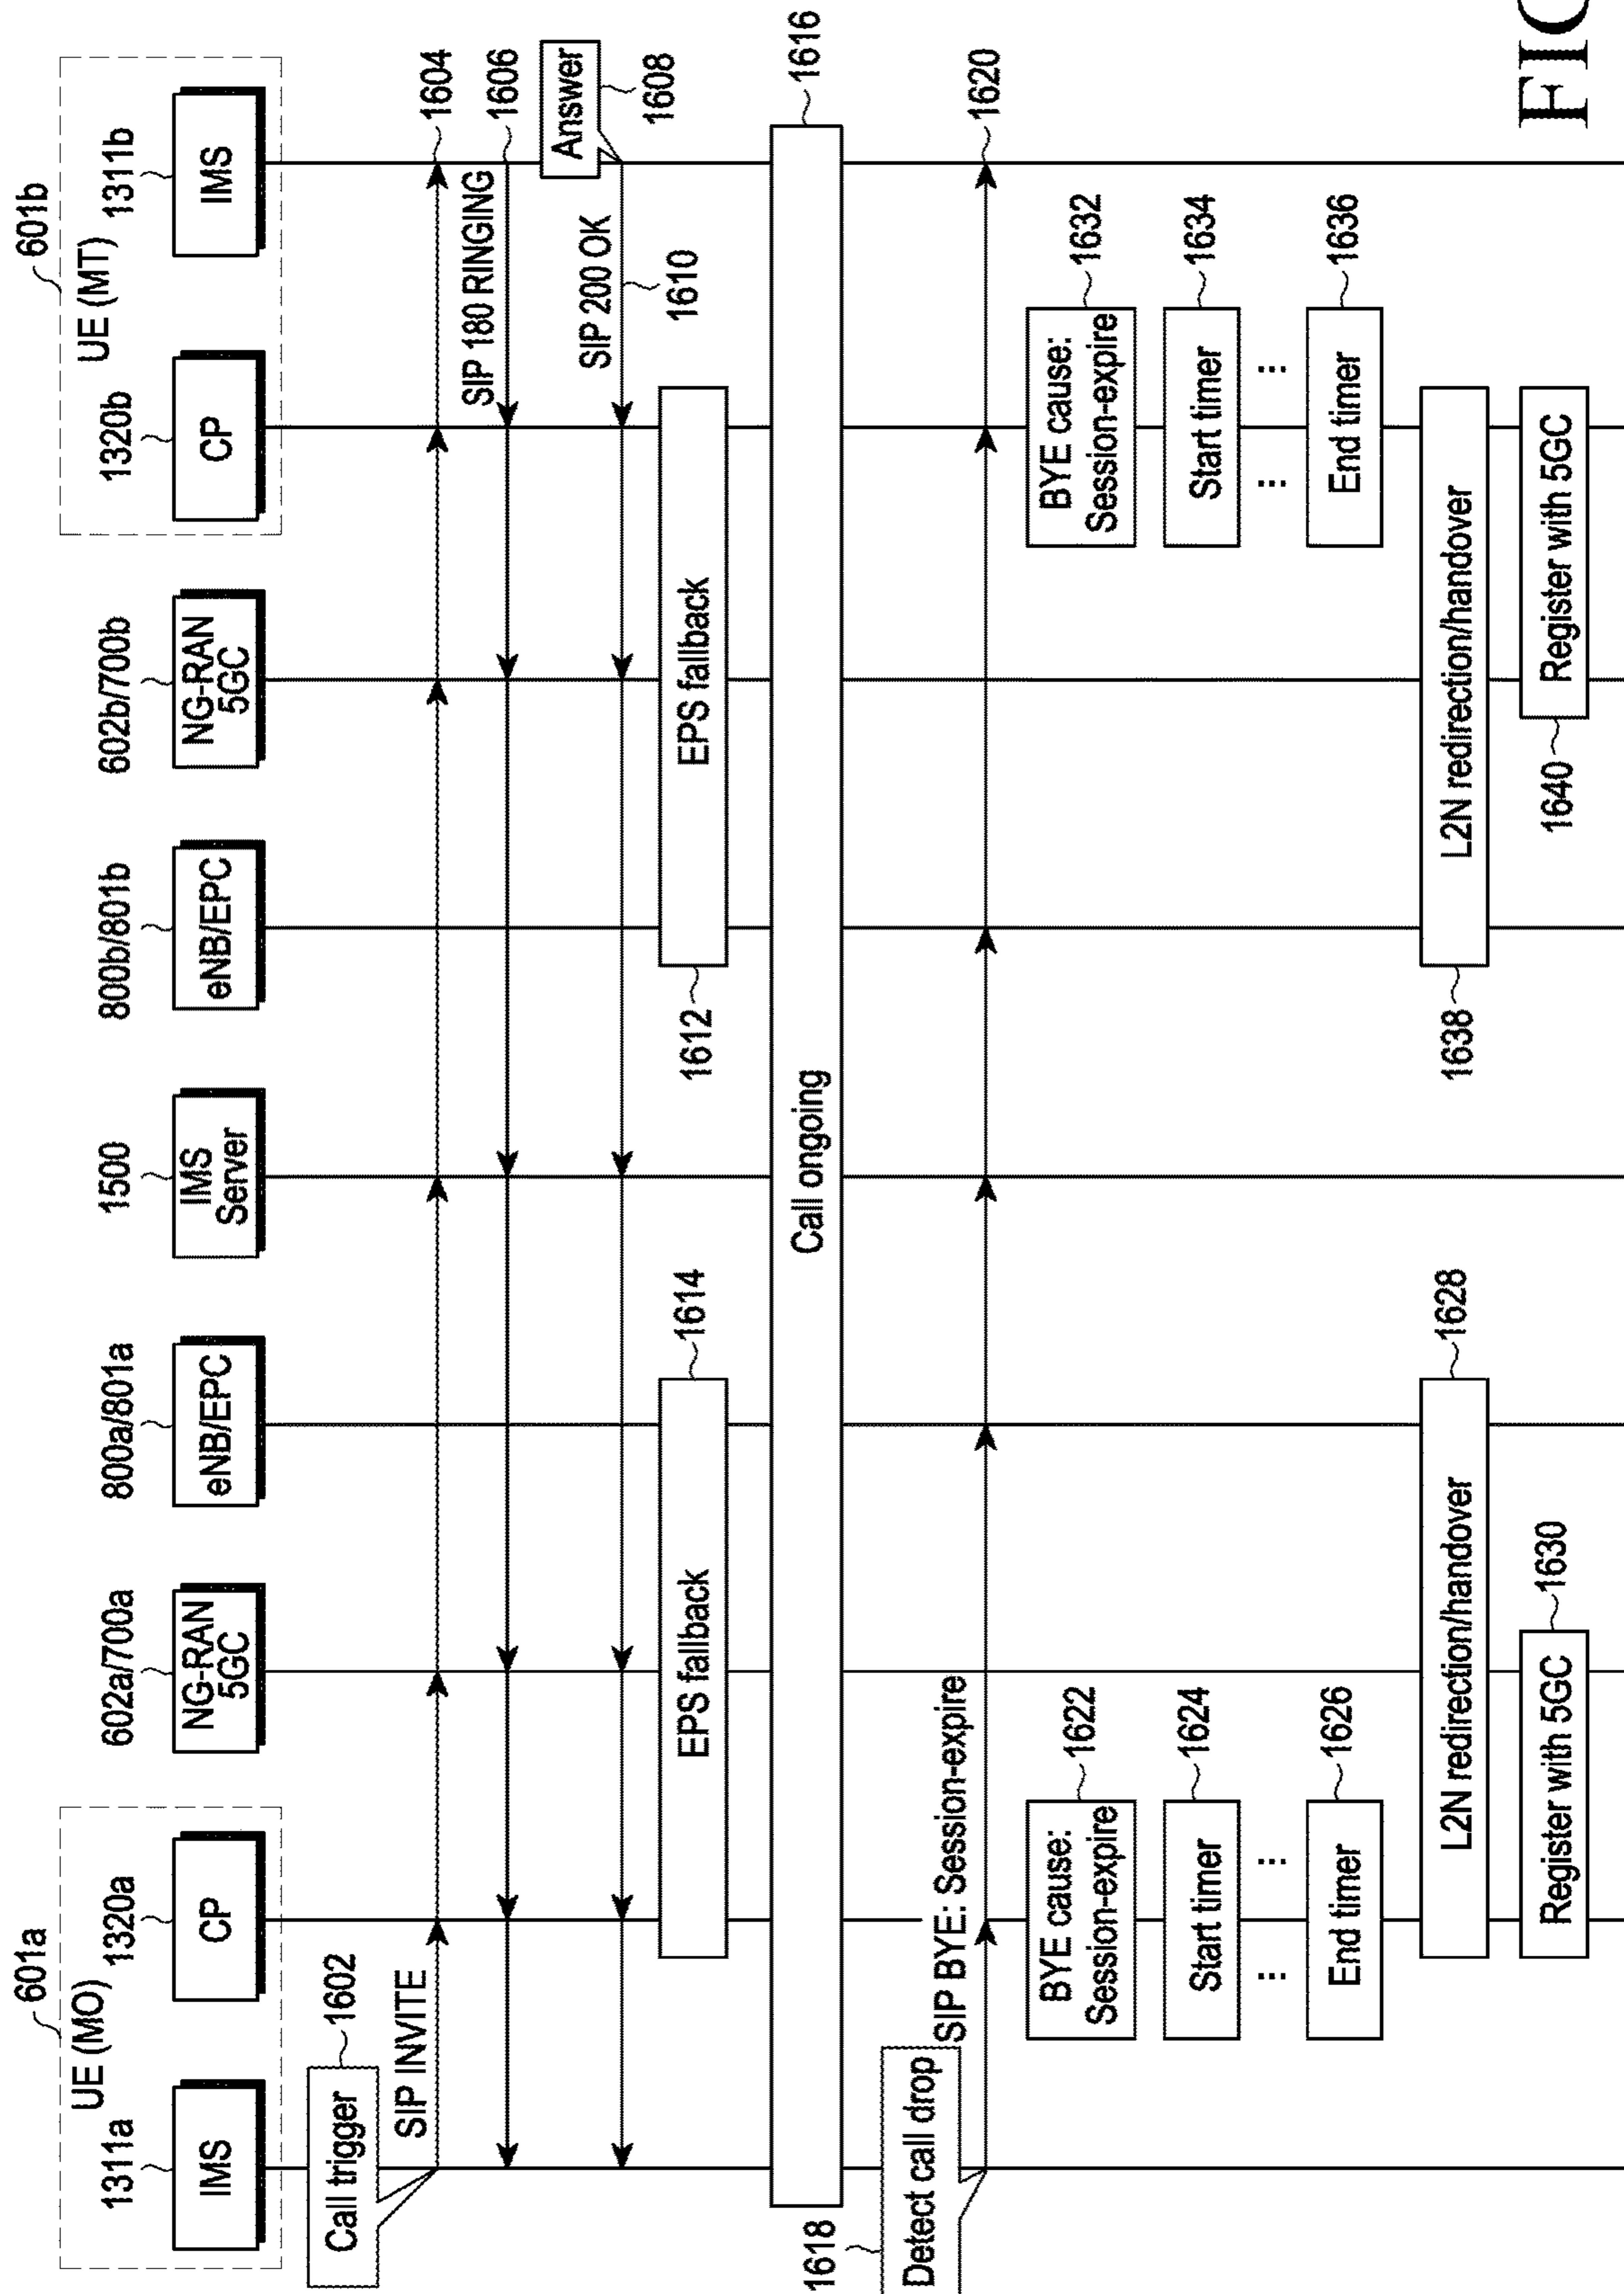 601a
UE (MO)
601b
UE (MT)
1311a
1320a
602a/700a
800a/801a
1500
800b/801b
602b/700b
1320b
1311b
IMS
CP
NG-RAN
5GC
eNB/EPC
IMS
Server
eNB/EPC
NG-RAN
5GC
CP
IMS
Call trigger
1602
SIP INVITE
1604
SIP 180 RINGING
1606
Answer
1608
SIP 200 OK
1610
EPS fallback
1614
1612
EPS fallback
Call ongoing
1616
1618
Detect call drop
SIP BYE: Session-expire
1620
BYE cause:
Session-expire
1622
BYE cause:
Session-expire
1632
Start timer
1624
Start timer
1634
... ...
... ...
End timer
1626
End timer
1636
L2N redirection/handover
1628
1638
L2N redirection/handover
Register with 5GC
1630
1640
Register with 5GC